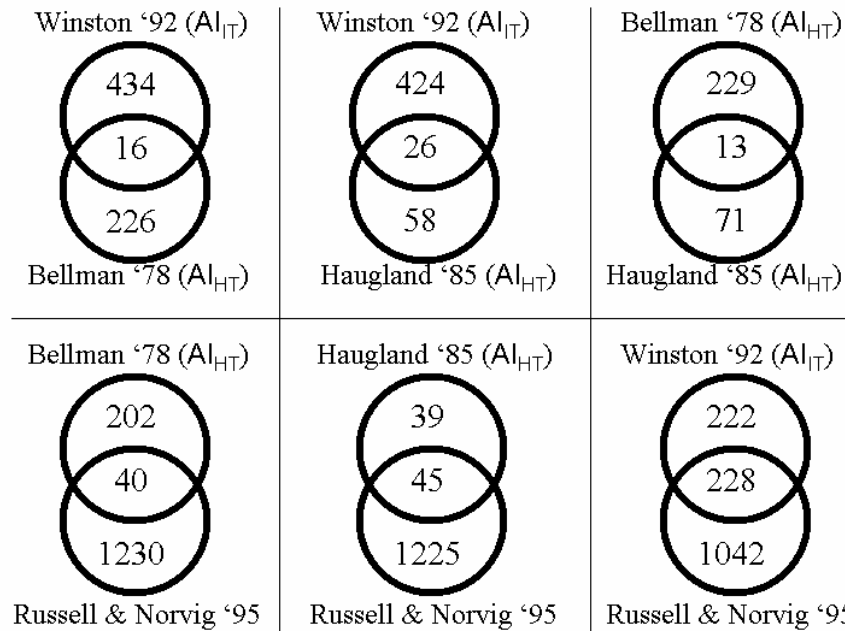 Winston ‘92 (AI_IT)
434
16
226
Bellman ‘78 (AI_HT)
Winston ‘92 (AI_IT)
424
26
58
Haugland ‘85 (AI_HT)
Bellman ‘78 (AI_HT)
229
13
71
Haugland ‘85 (AI_HT)
Bellman ‘78 (AI_HT)
202
40
1230
Russell & Norvig ‘95
Haugland ‘85 (AI_HT)
39
45
1225
Russell & Norvig ‘95
Winston ‘92 (AI_IT)
222
228
1042
Russell & Norvig ‘95